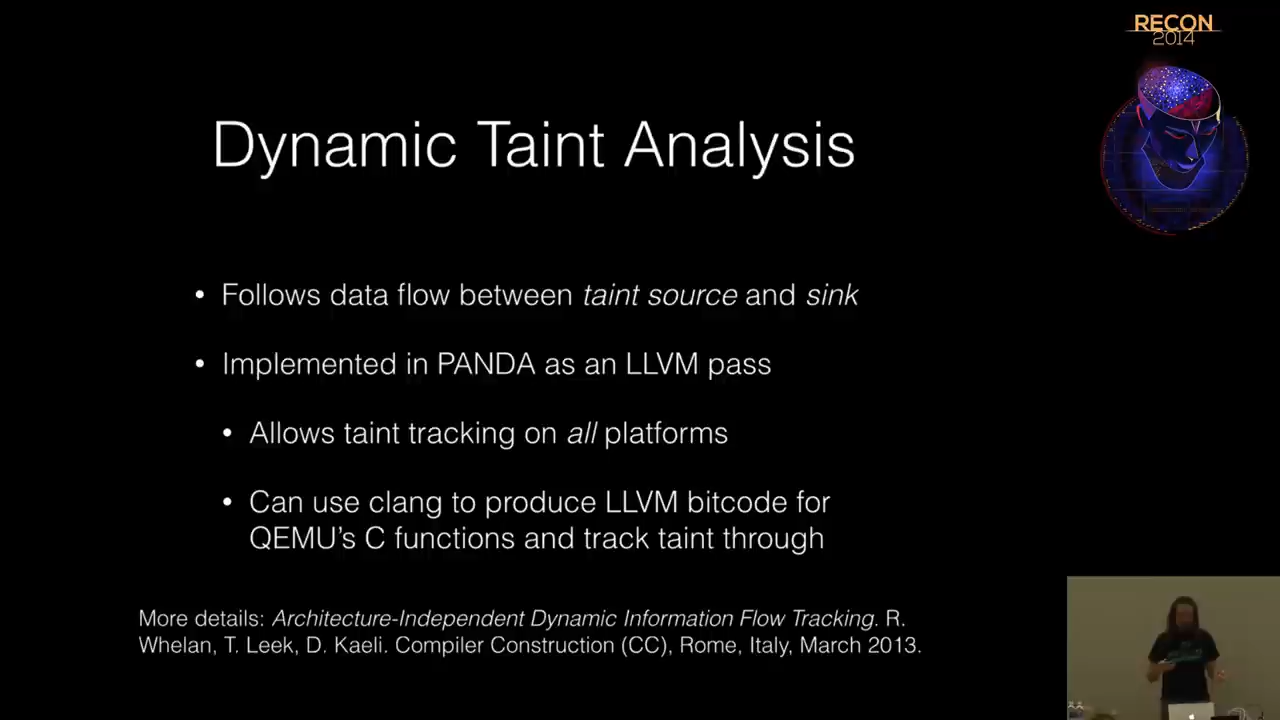 RECON
2014
Dynamic Taint Analysis
• Follows data flow between taint source and sink
• Implemented in PANDA as an LLVM pass
• Allows taint tracking on all platforms
• Can use clang to produce LLVM bitcode for
QEMU’s C functions and track taint through
More details: Architecture-Independent Dynamic Information Flow Tracking. R.
Whelan, T. Leek, D. Kaeli. Compiler Construction (CC), Rome, Italy, March 2013.